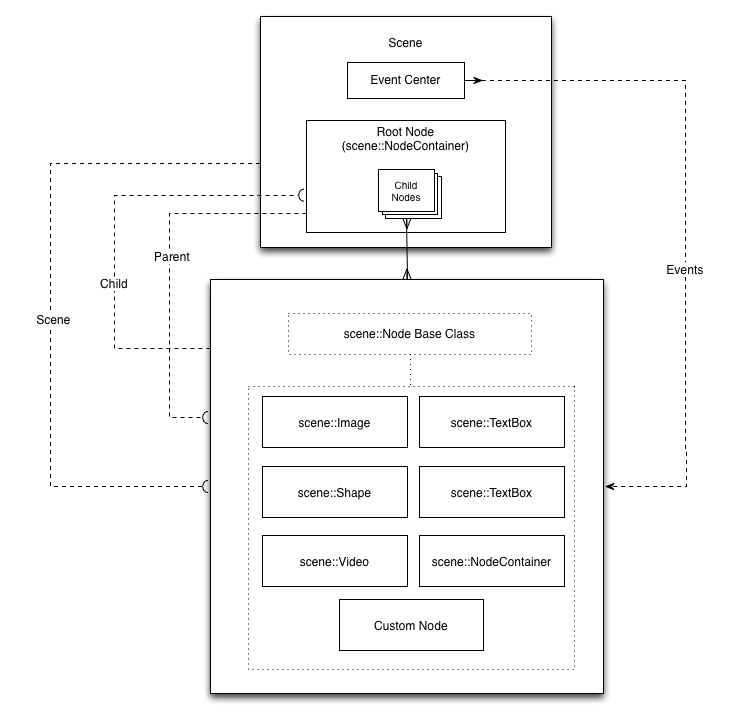 Scene
Event Center
Root Node
(scene::NodeContainer)
Child
Nodes
Parent
Events
Child
Scene
scene::Node Base Class
scene::Image
scene::TextBox
scene::Shape
scene::TextBox
scene::Video
scene::NodeContainer
Custom Node